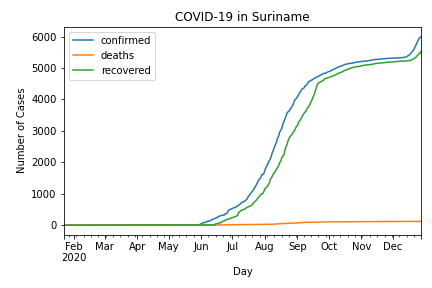 COVID-19 in Suriname
confirmed
deaths
recovered
6000
5000
4000
3000
2000
1000
0
Number of Cases
Feb Mar Apr May Jun Jul Aug Sep Oct Nov Dec
2020
Day